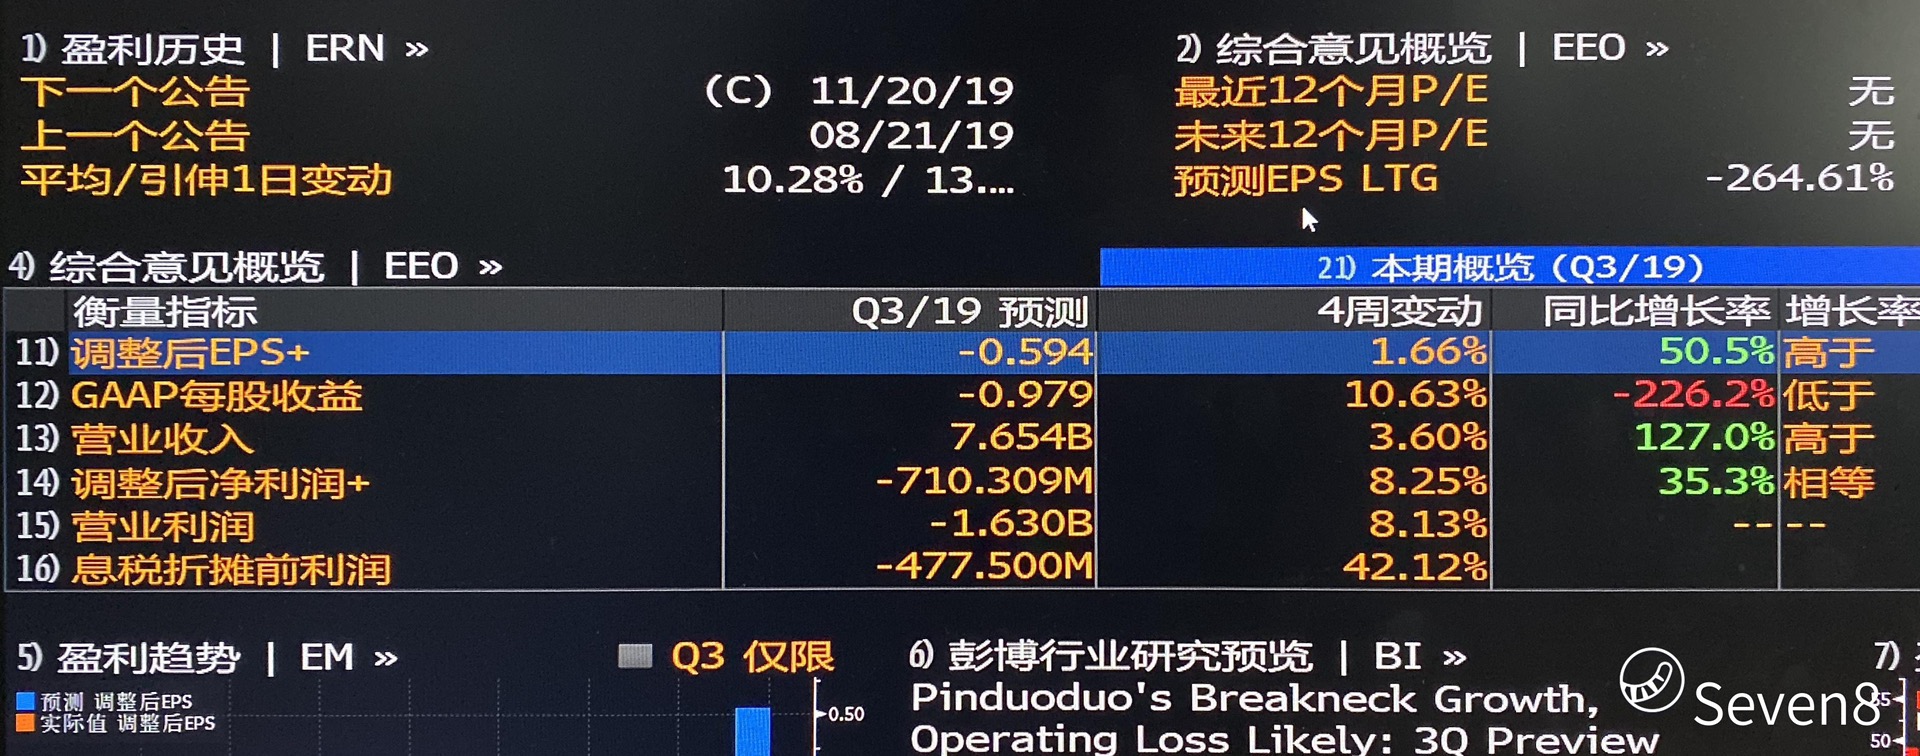 1) 盈利历史 | ERN »
下一个公告 (C) 11/20/19
上一个公告 08/21/19
平均/引伸1日变动 10.28% / 13....
2) 综合意见概览 | EEO »
最近12个月P/E 无
未来12个月P/E 无
预测EPS LTG -264.61%
4) 综合意见概览 | EEO »
21) 本期概览 (Q3/19)
衡量指标 Q3/19 预测 4周变动 同比增长率 增长率
11) 调整后EPS+ -0.594 1.66% 50.5% 高于
12) GAAP每股收益 -0.979 10.63% -226.2% 低于
13) 营业收入 7.654B 3.60% 127.0% 高于
14) 调整后净利润+ -710.309M 8.25% 35.3% 相等
15) 营业利润 -1.630B 8.13% -- --
16) 息税折摊前利润 -477.500M 42.12%
5) 盈利趋势 | EM »
Q3 仅限
预测 调整后EPS
实际值 调整后EPS
0.50
6) 彭博行业研究预览 | BI »
Pinduoduo's Breakneck Growth,
Operating Loss Likely: 3Q Preview
7)
50
Seven8